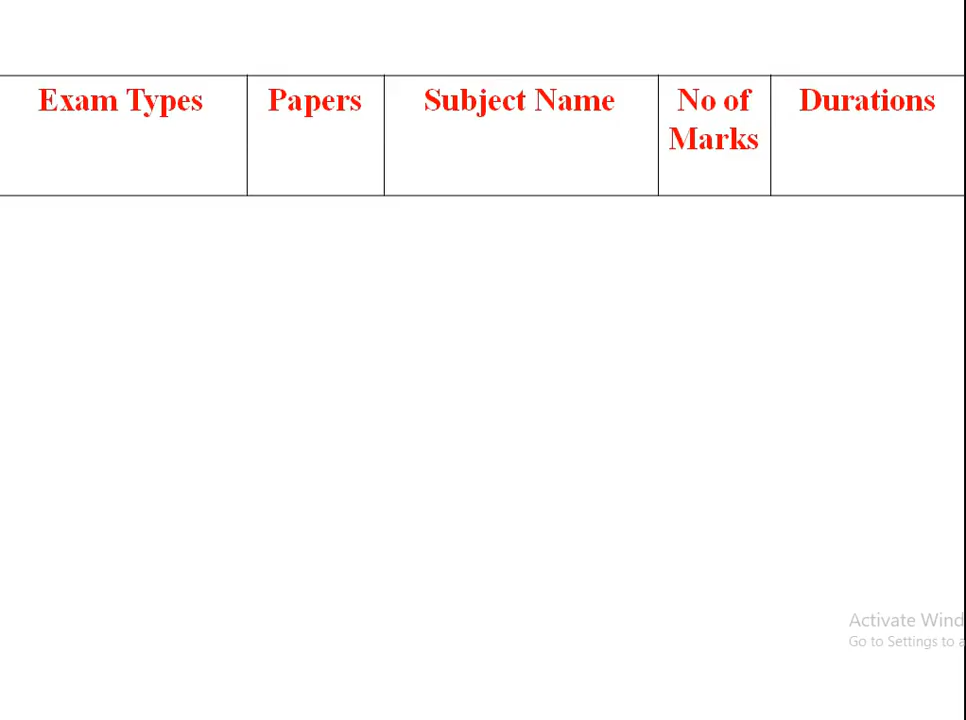 Exam Types
Papers
Subject Name
No of
Marks
Durations
Activate Wind
Go to Settings to a